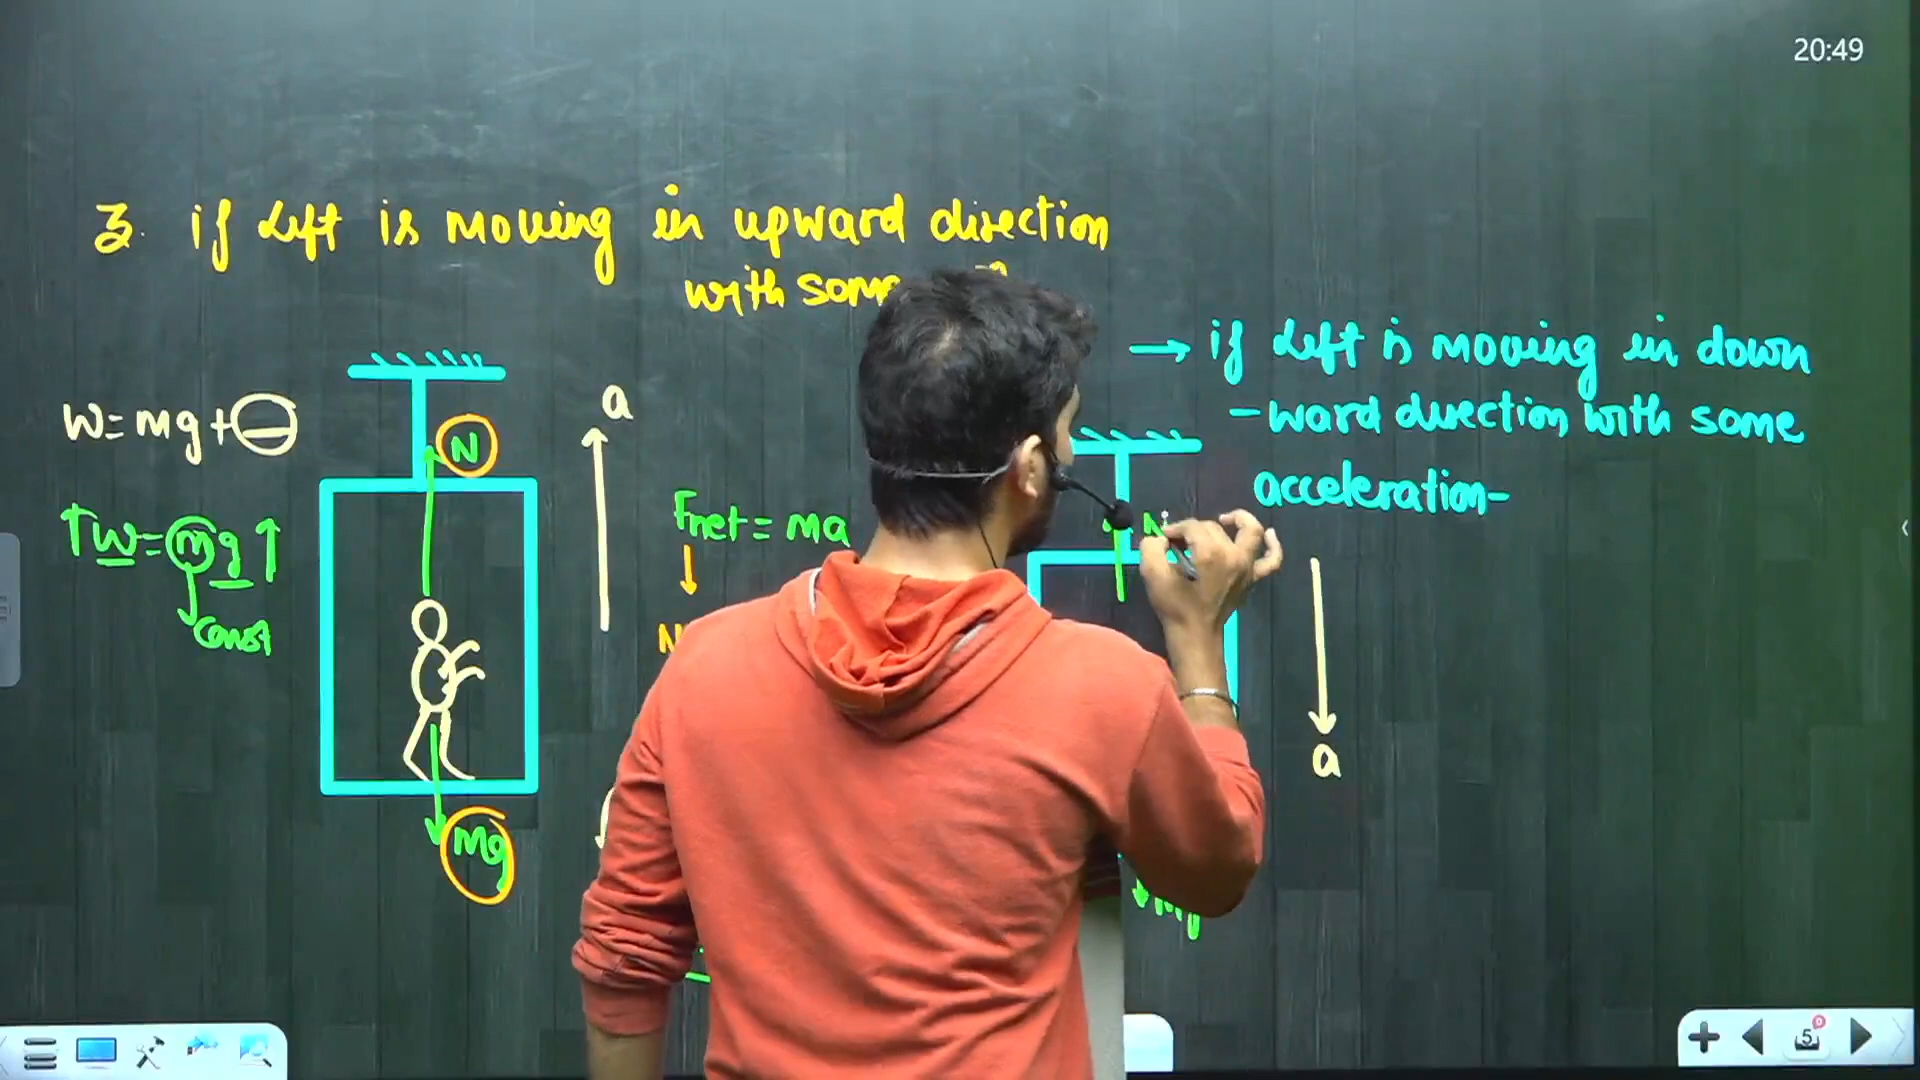 20:49
3. if Lift is moving in upward direction
with some
→ if Lift is moving in down
-ward direction with some
acceleration-
W=mg+
a
N
↑W=mg↑
const
Fnet = ma
N
N
a
Mg